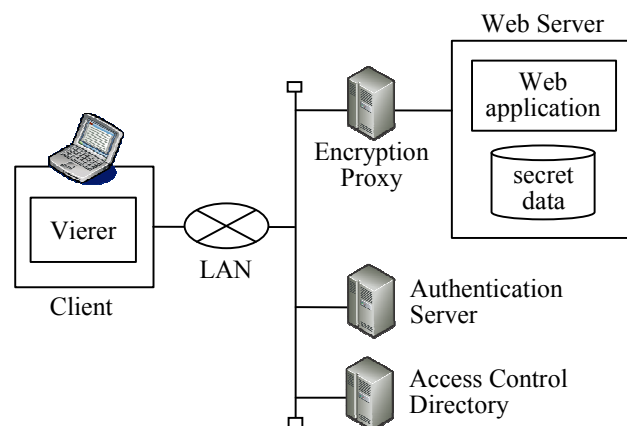 Web Server
Web
application
secret
data
Encryption
Proxy
Vierer
LAN
Client
Authentication
Server
Access Control
Directory